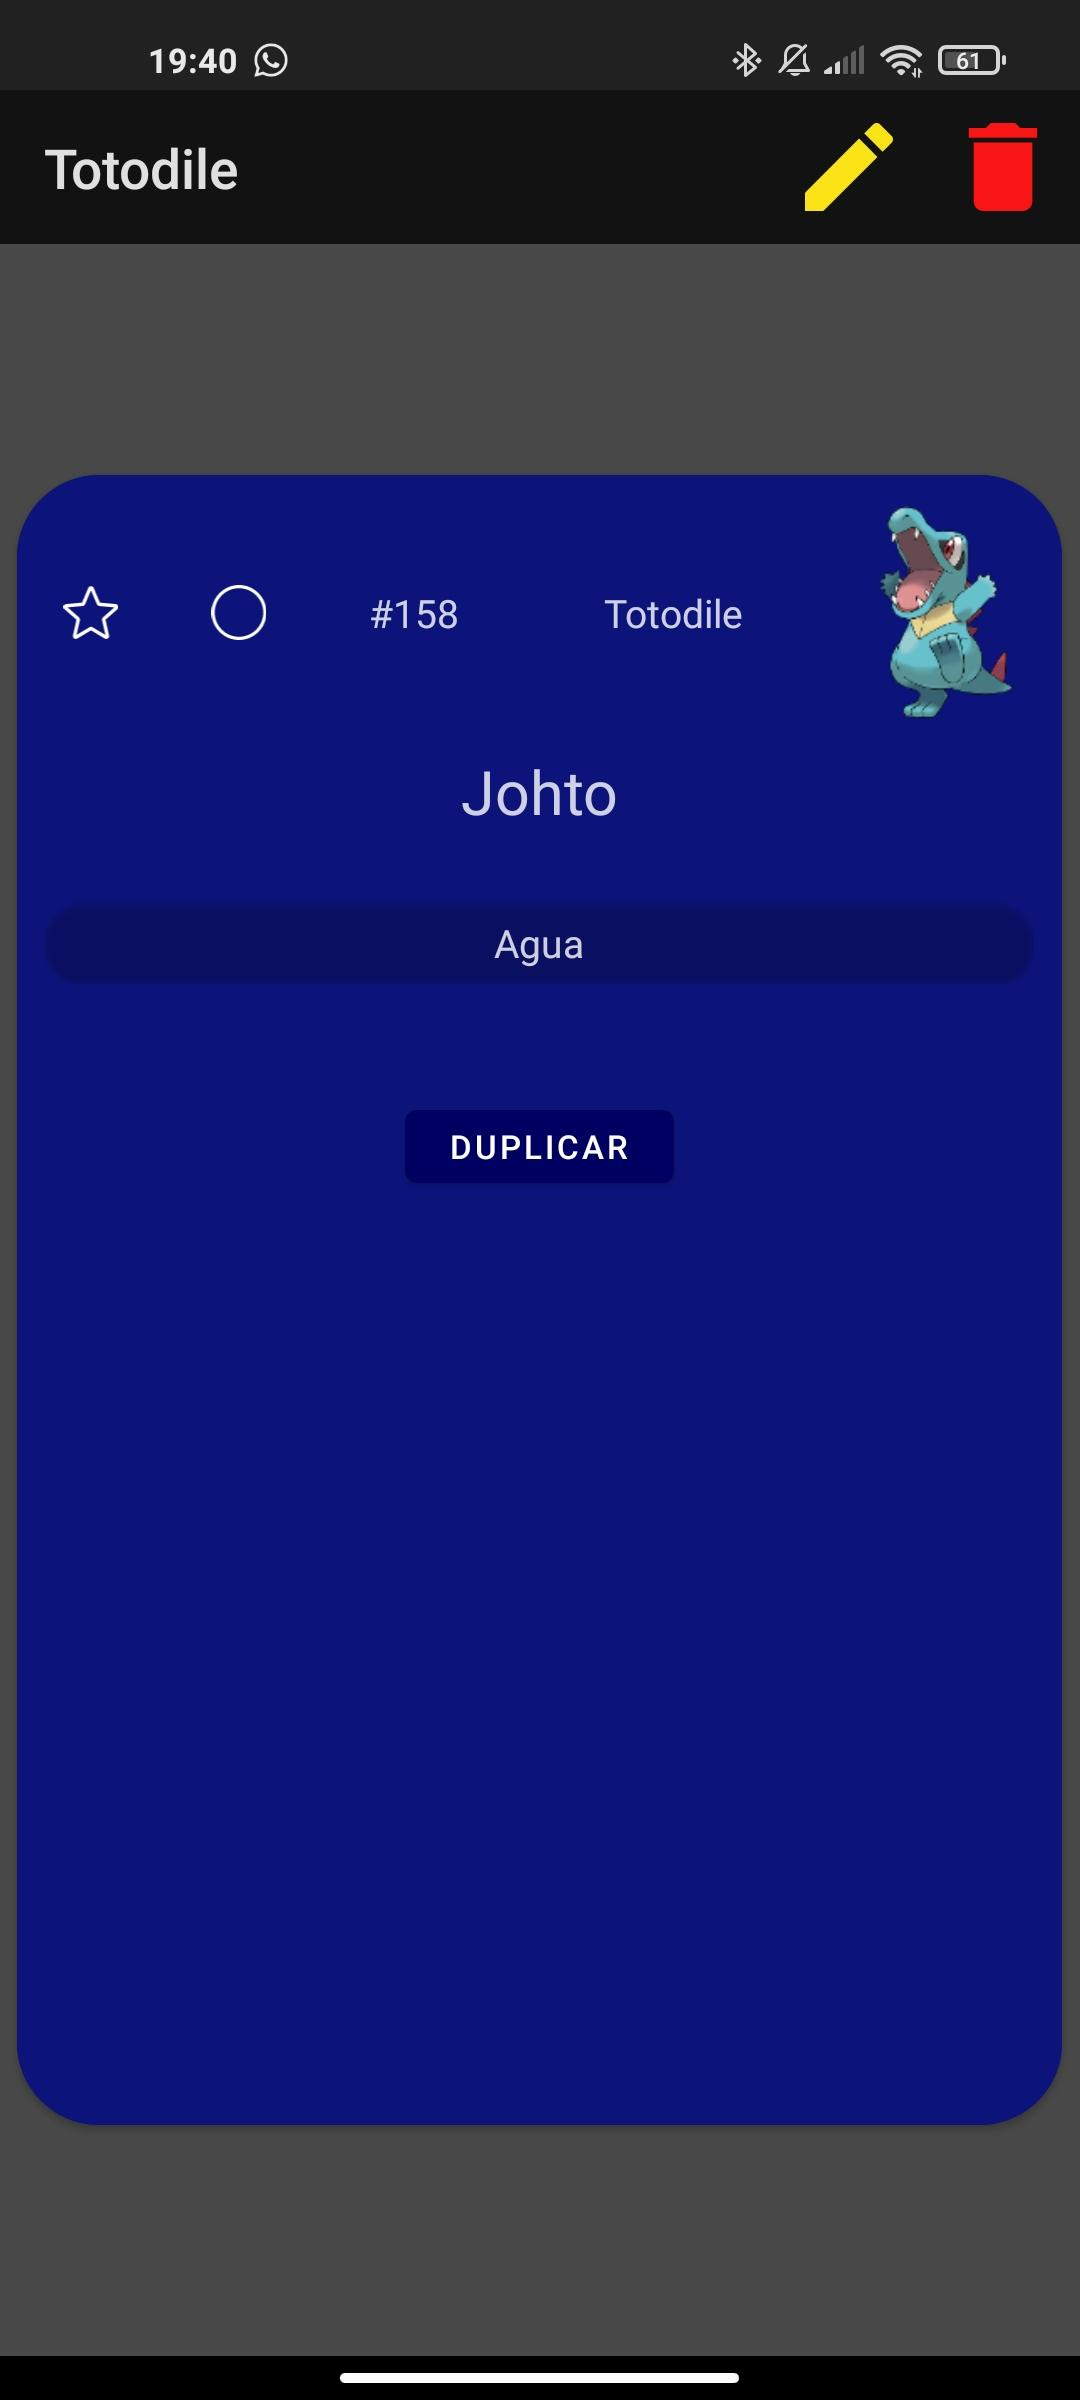 19:40 61
Totodile
#158 Totodile
Johto
Agua
DUPLICAR